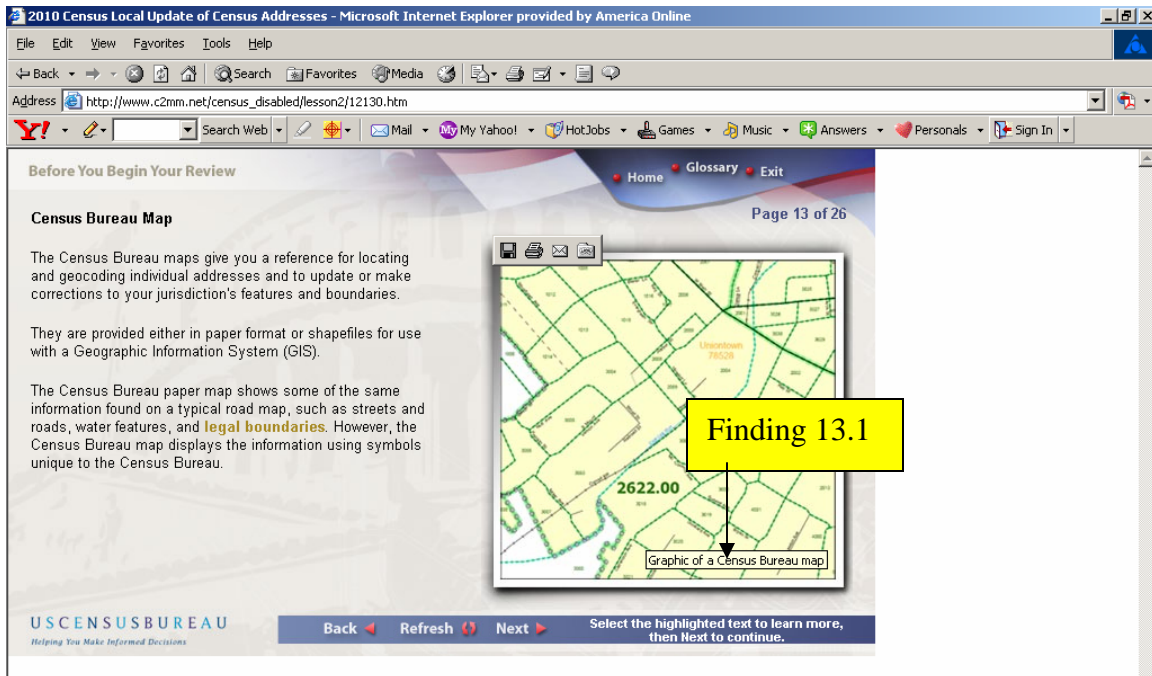 2010 Census Local Update of Census Addresses - Microsoft Internet Explorer provided by America Online
File Edit View Favorites Tools Help
Back Search Favorites Media
Address http://www.c2mm.net/census_disabled/lesson2/12130.htm
Y! Search Web Mail My Yahoo! HotJobs Games Music Answers Personals Sign In
Before You Begin Your Review
Home Glossary Exit
Page 13 of 26
Census Bureau Map
The Census Bureau maps give you a reference for locating
and geocoding individual addresses and to update or make
corrections to your jurisdiction's features and boundaries.
They are provided either in paper format or shapefiles for use
with a Geographic Information System (GIS).
The Census Bureau paper map shows some of the same
information found on a typical road map, such as streets and
roads, water features, and legal boundaries. However, the
Census Bureau map displays the information using symbols
unique to the Census Bureau.
Uniontown
78528
Finding 13.1
2622.00
Graphic of a Census Bureau map
USCENSUSBUREAU
Helping You Make Informed Decisions
Back Refresh Next
Select the highlighted text to learn more,
then Next to continue.